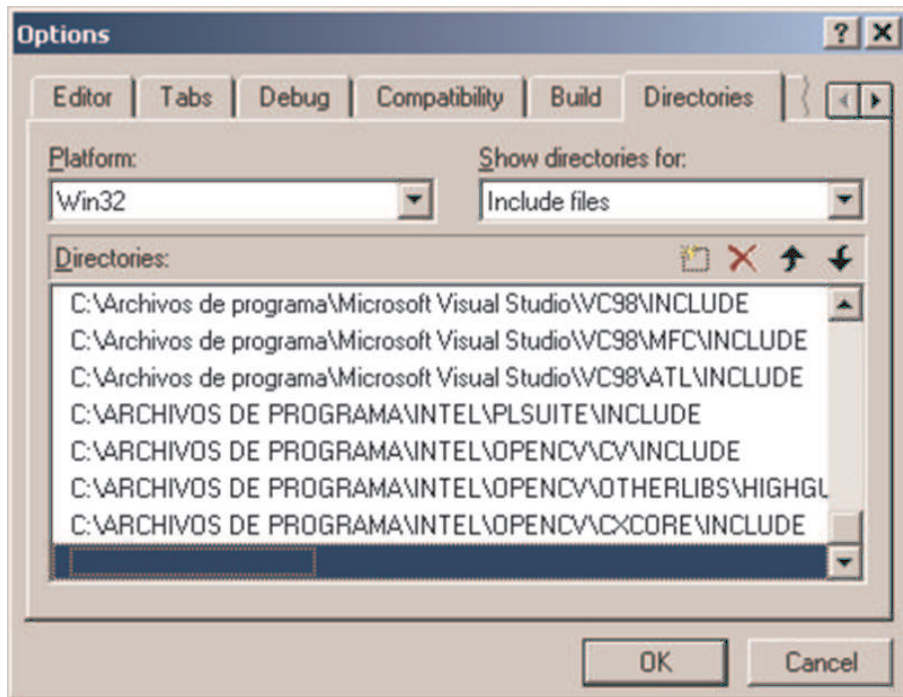 Options
Editor Tabs Debug Compatibility Build Directories
Platform: Show directories for:
Win32 Include files
Directories:
C:\Archivos de programa\Microsoft Visual Studio\VC98\INCLUDE
C:\Archivos de programa\Microsoft Visual Studio\VC98\MFC\INCLUDE
C:\Archivos de programa\Microsoft Visual Studio\VC98\ATL\INCLUDE
C:\ARCHIVOS DE PROGRAMA\INTEL\PLSUITE\INCLUDE
C:\ARCHIVOS DE PROGRAMA\INTEL\OPENCV\CV\INCLUDE
C:\ARCHIVOS DE PROGRAMA\INTEL\OPENCV\OTHERLIBS\HIGHGU
C:\ARCHIVOS DE PROGRAMA\INTEL\OPENCV\CXCORE\INCLUDE
OK Cancel